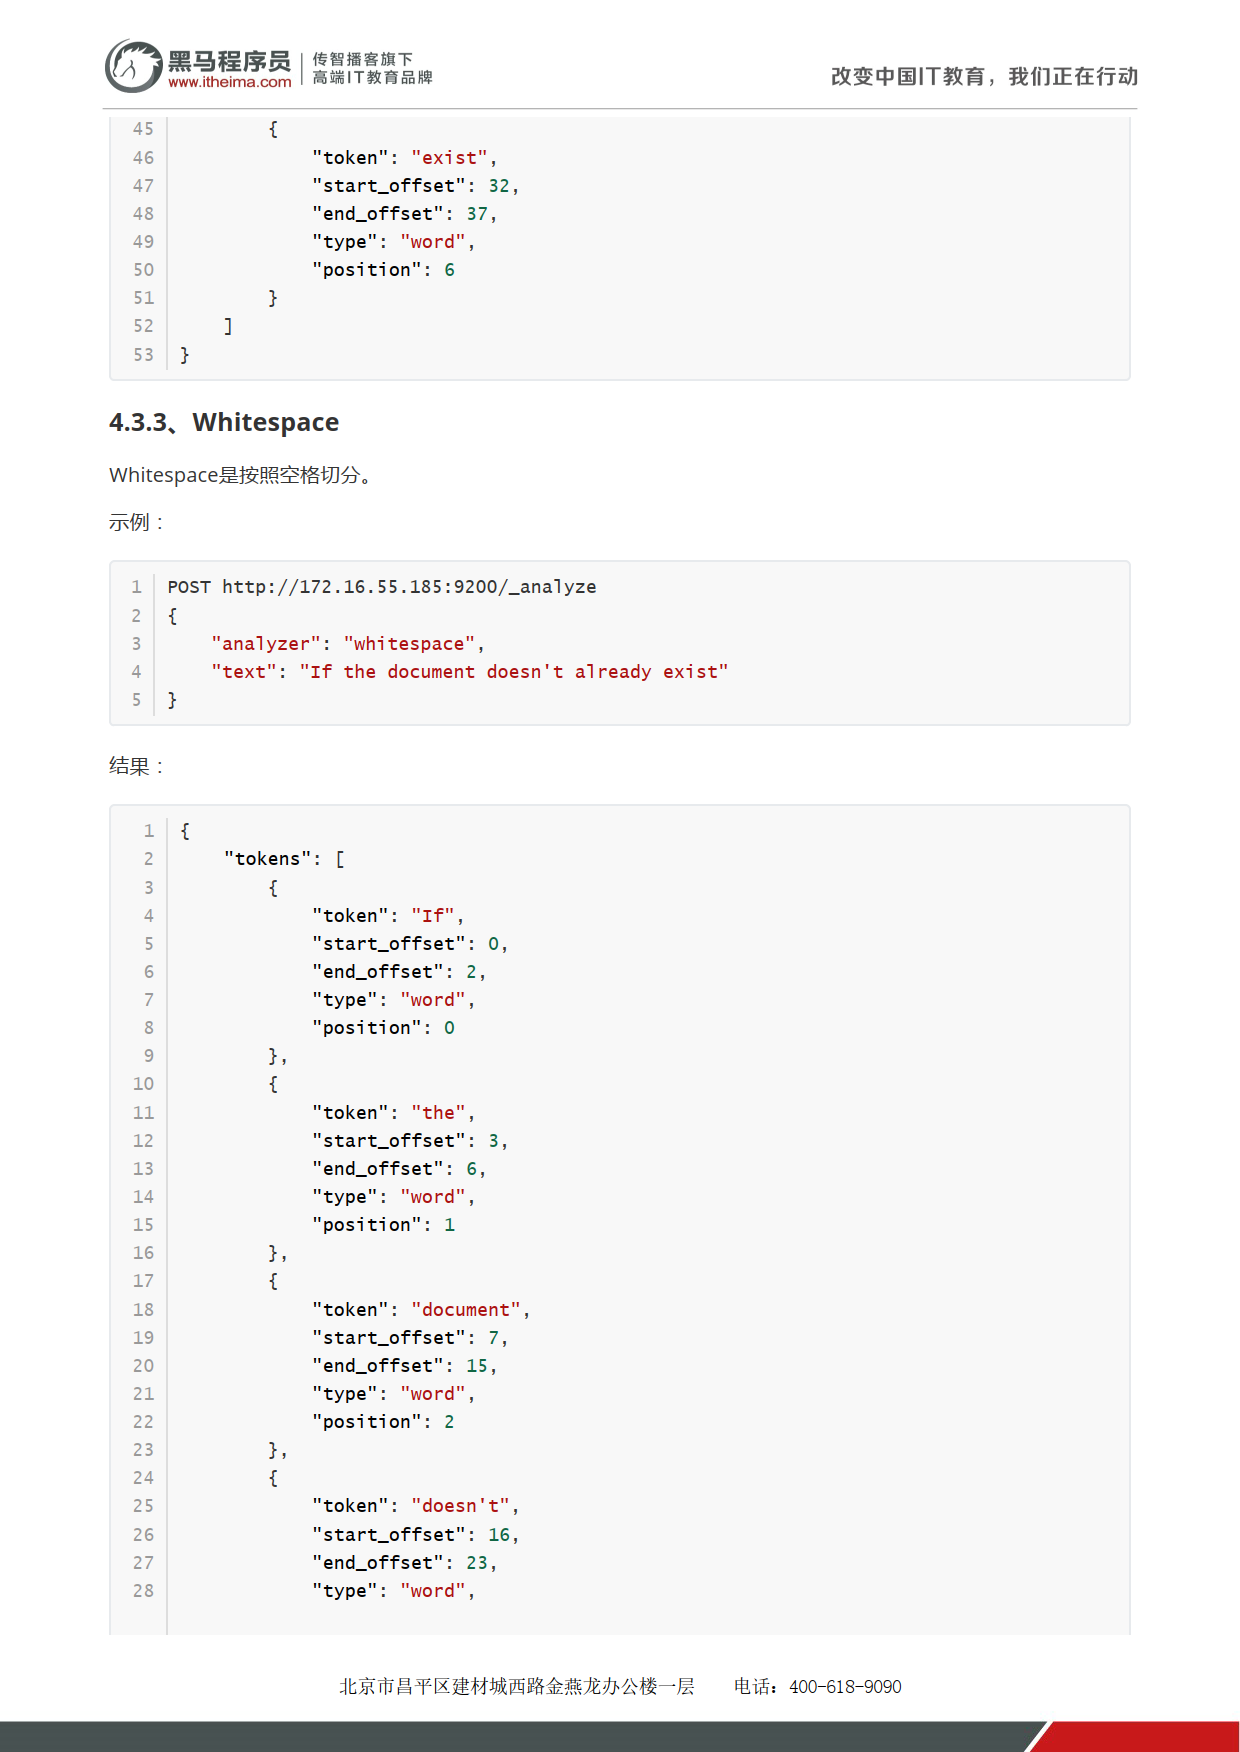 黑马程序员
www.itheima.com
传智播客旗下
高端IT教育品牌
改变中国IT教育，我们正在行动
45         {
46             "token": "exist",
47             "start_offset": 32,
48             "end_offset": 37,
49             "type": "word",
50             "position": 6
51         }
52     ]
53 }
4.3.3、Whitespace
Whitespace是按照空格切分。
示例：
1 POST http://172.16.55.185:9200/_analyze
2 {
3     "analyzer": "whitespace",
4     "text": "If the document doesn't already exist"
5 }
结果：
1 {
2     "tokens": [
3         {
4             "token": "If",
5             "start_offset": 0,
6             "end_offset": 2,
7             "type": "word",
8             "position": 0
9         },
10         {
11             "token": "the",
12             "start_offset": 3,
13             "end_offset": 6,
14             "type": "word",
15             "position": 1
16         },
17         {
18             "token": "document",
19             "start_offset": 7,
20             "end_offset": 15,
21             "type": "word",
22             "position": 2
23         },
24         {
25             "token": "doesn't",
26             "start_offset": 16,
27             "end_offset": 23,
28             "type": "word",
北京市昌平区建材城西路金燕龙办公楼一层 电话：400-618-9090